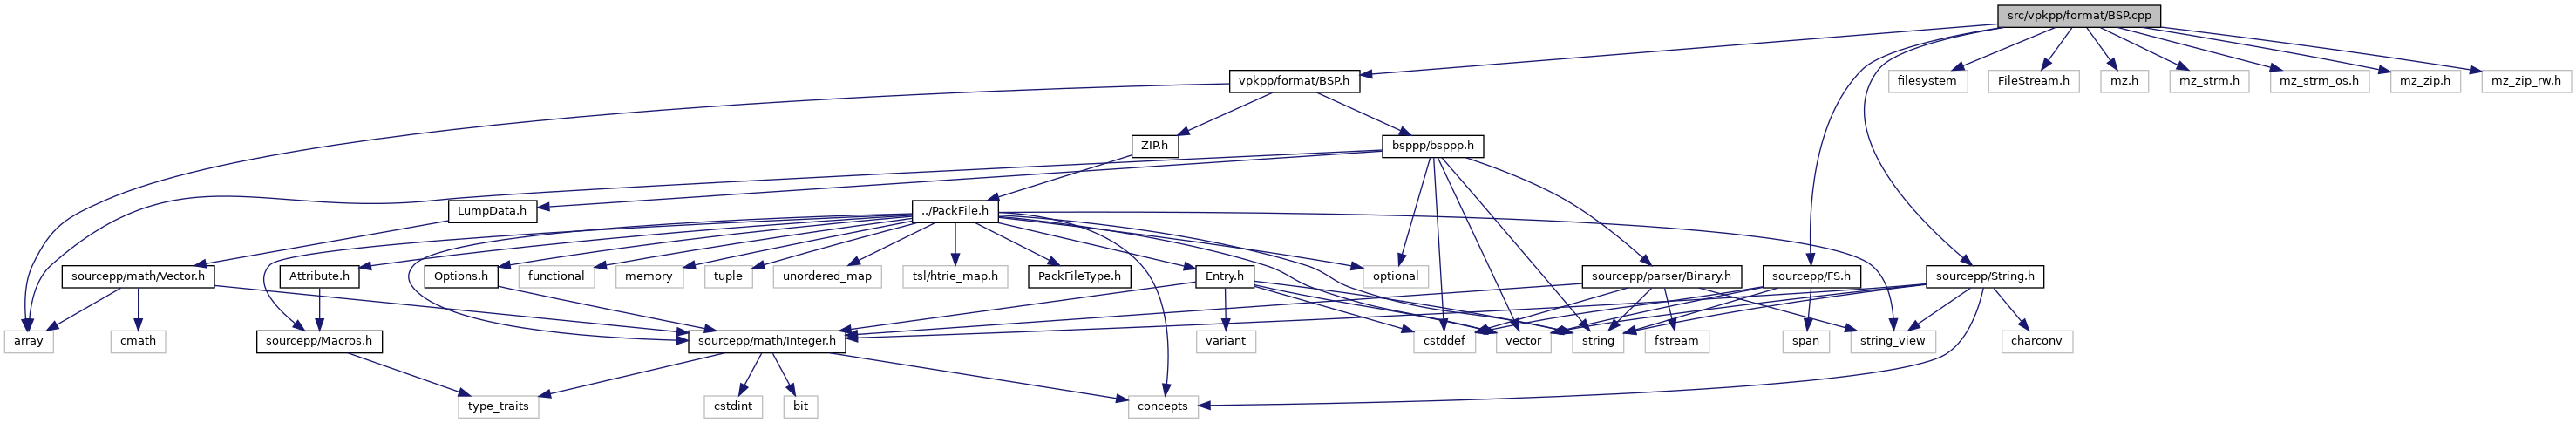 src/vpkpp/format/BSP.cpp
vpkpp/format/BSP.h
filesystem
FileStream.h
mz.h
mz_strm.h
mz_strm_os.h
mz_zip.h
mz_zip_rw.h
ZIP.h
bsppp/bsppp.h
LumpData.h
../PackFile.h
sourcepp/math/Vector.h
Attribute.h
Options.h
functional
memory
tuple
unordered_map
tsl/htrie_map.h
PackFileType.h
Entry.h
optional
sourcepp/parser/Binary.h
sourcepp/FS.h
sourcepp/String.h
array
cmath
sourcepp/Macros.h
sourcepp/math/Integer.h
variant
cstddef
vector
string
fstream
span
string_view
charconv
type_traits
cstdint
bit
concepts